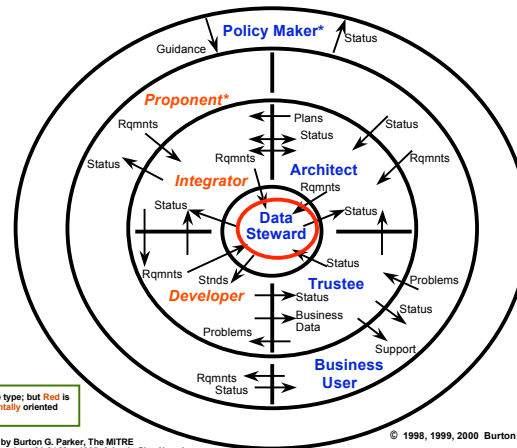 Policy Maker*
Status
Guidance
Proponent*
Plans
Rqmnts
Status
Status
Status
Rqmnts
Rqmnts
Integrator
Architect
Rqmnts
Status
Status
Data
Steward
Status
Rqmnts
Stnds
Trustee
Problems
Developer
Status
Status
Business
Data
Problems
Support
Business
User
Rqmnts
Status
type; but Red is
ntally oriented
by Burton G. Parker, The MITRE
© 1998, 1999, 2000 Burton